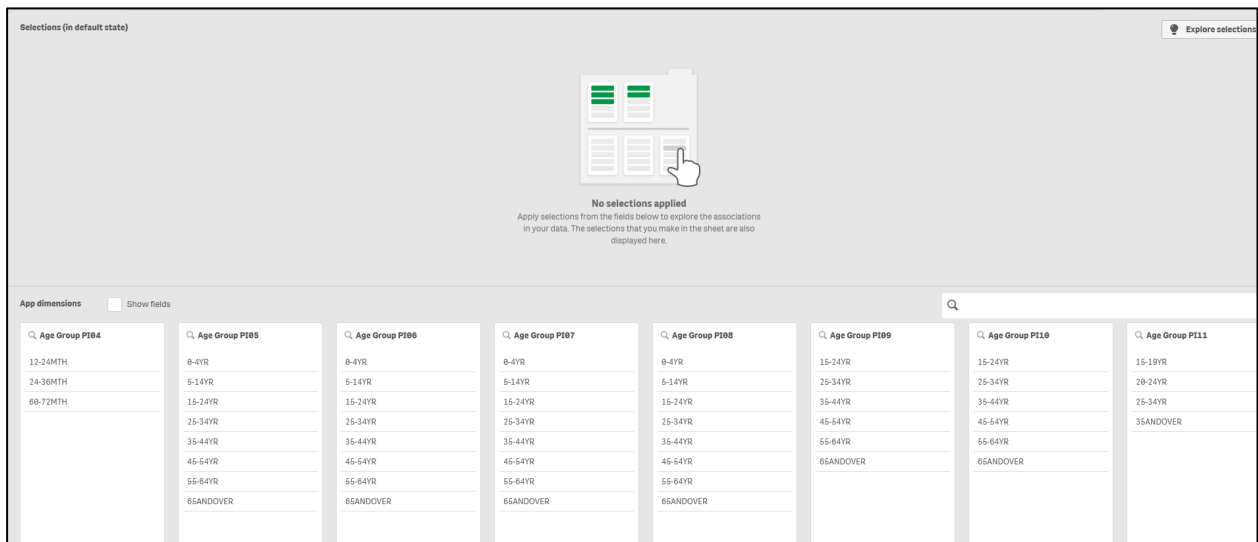 Selections (in default state)
Explore selections
No selections applied
Apply selections from the fields below to explore the associations
in your data. The selections that you make in the sheet are also
displayed here.
App dimensions
Show fields
Age Group PI04
12-24MTH
24-36MTH
60-72MTH
Age Group PI05
0-4YR
5-14YR
15-24YR
25-34YR
35-44YR
45-54YR
55-64YR
65ANDOVER
Age Group PI06
0-4YR
5-14YR
15-24YR
25-34YR
35-44YR
45-54YR
55-64YR
65ANDOVER
Age Group PI07
0-4YR
5-14YR
15-24YR
25-34YR
35-44YR
45-54YR
55-64YR
65ANDOVER
Age Group PI08
0-4YR
5-14YR
15-24YR
25-34YR
35-44YR
45-54YR
55-64YR
65ANDOVER
Age Group PI09
15-24YR
25-34YR
35-44YR
45-54YR
55-64YR
65ANDOVER
Age Group PI10
15-24YR
25-34YR
35-44YR
45-54YR
55-64YR
65ANDOVER
Age Group PI11
15-19YR
20-24YR
25-34YR
35ANDOVER